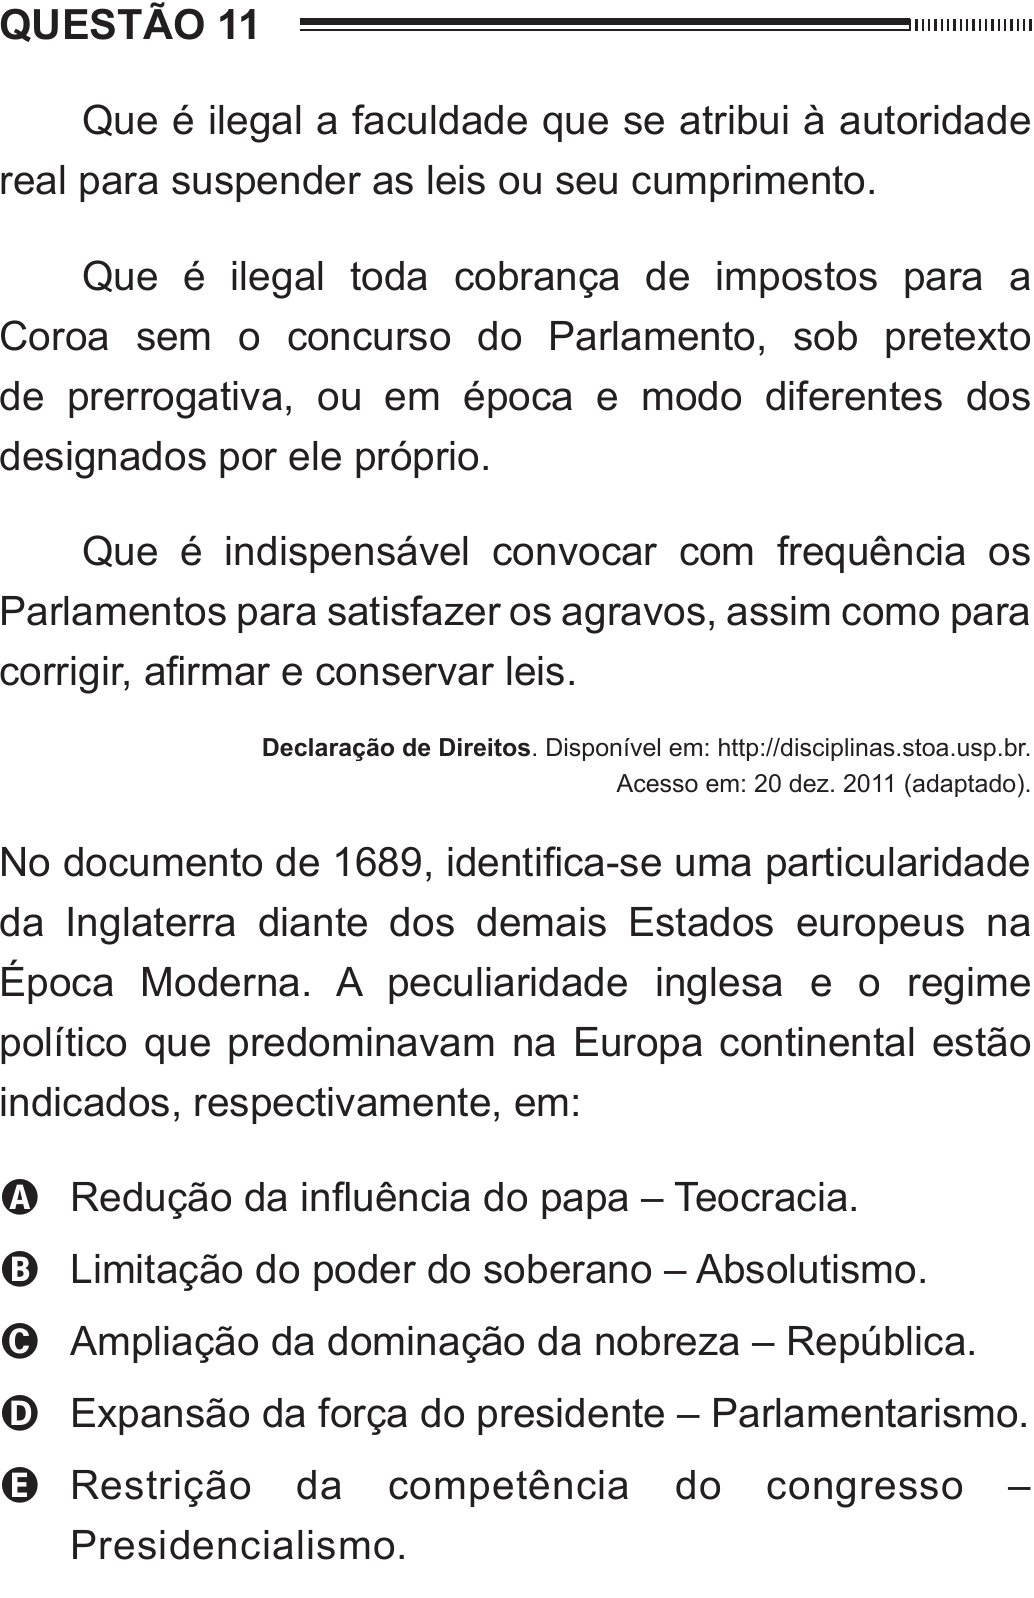 QUESTÃO 11
Que é ilegal a faculdade que se atribui à autoridade
real para suspender as leis ou seu cumprimento.
Que é ilegal toda cobrança de impostos para a
Coroa sem o concurso do Parlamento, sob pretexto
de prerrogativa, ou em época e modo diferentes dos
designados por ele próprio.
Que é indispensável convocar com frequência os
Parlamentos para satisfazer os agravos, assim como para
corrigir, afirmar e conservar leis.
Declaração de Direitos. Disponível em: http://disciplinas.stoa.usp.br.
Acesso em: 20 dez. 2011 (adaptado).
No documento de 1689, identifica-se uma particularidade
da Inglaterra diante dos demais Estados europeus na
Época Moderna. A peculiaridade inglesa e o regime
político que predominavam na Europa continental estão
indicados, respectivamente, em:
A Redução da influência do papa – Teocracia.
B Limitação do poder do soberano – Absolutismo.
C Ampliação da dominação da nobreza – República.
D Expansão da força do presidente – Parlamentarismo.
E Restrição da competência do congresso –
Presidencialismo.